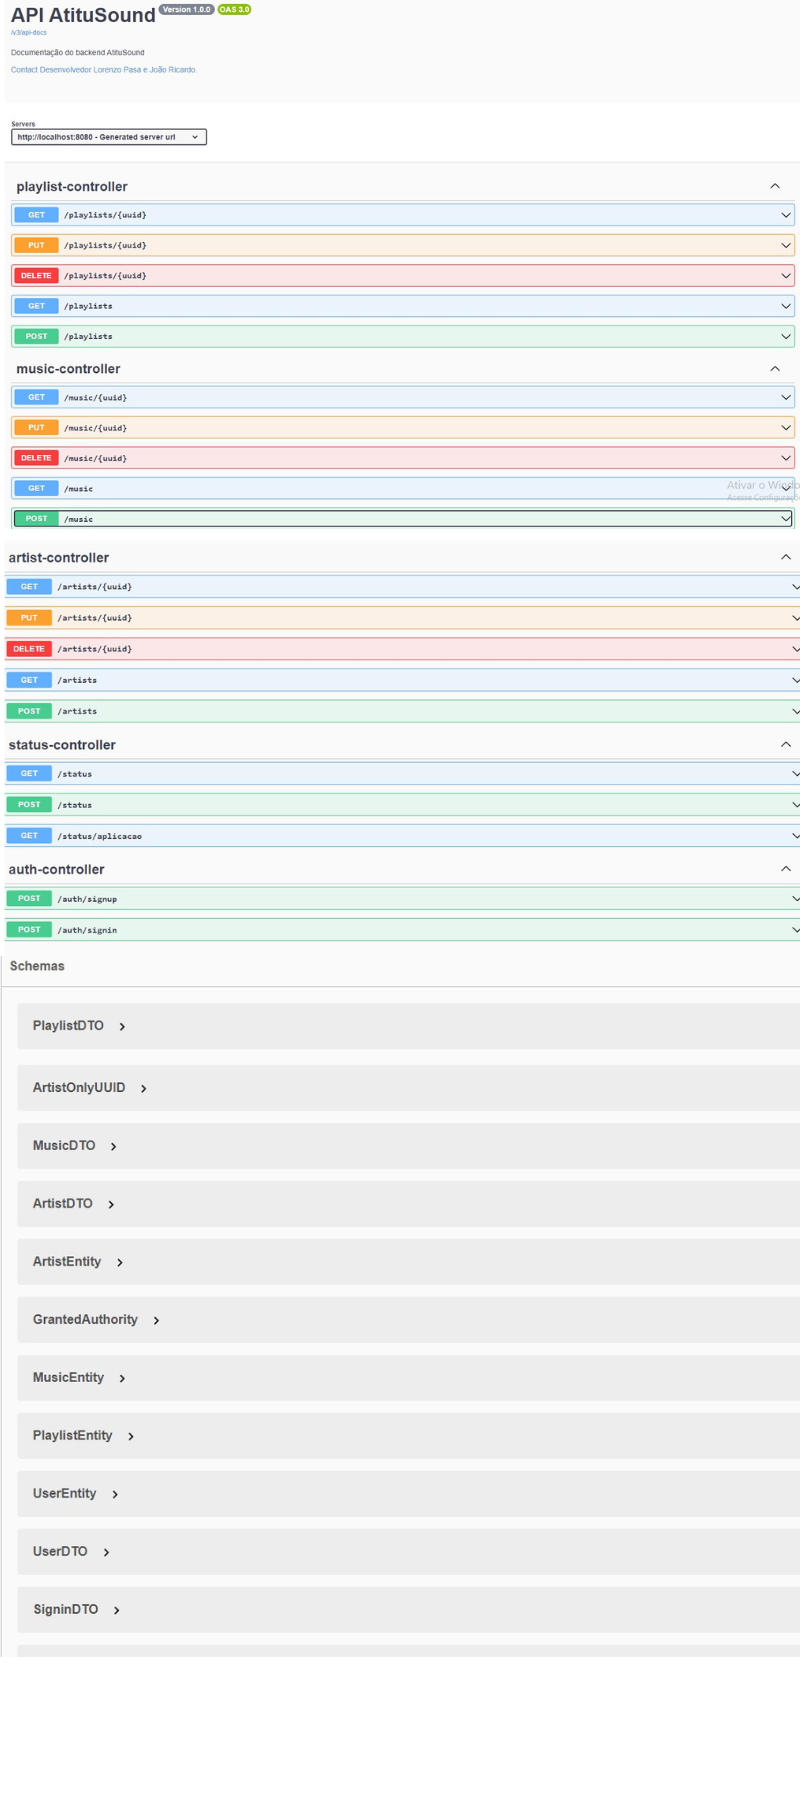 API AtituSound Version 1.0.0 OAS 3.0
/v3/api-docs
Documentação do backend AtituSound
Contact Desenvolvedor Lorenzo Pasa e João Ricardo.
Servers
http://localhost:8080 - Generated server url
playlist-controller
GET /playlists/{uuid}
PUT /playlists/{uuid}
DELETE /playlists/{uuid}
GET /playlists
POST /playlists
music-controller
GET /music/{uuid}
PUT /music/{uuid}
DELETE /music/{uuid}
GET /music
Ativar o Windo
Acesse Configuraçõ
POST /music
artist-controller
GET /artists/{uuid}
PUT /artists/{uuid}
DELETE /artists/{uuid}
GET /artists
POST /artists
status-controller
GET /status
POST /status
GET /status/aplicacao
auth-controller
POST /auth/signup
POST /auth/signin
Schemas
PlaylistDTO
ArtistOnlyUUID
MusicDTO
ArtistDTO
ArtistEntity
GrantedAuthority
MusicEntity
PlaylistEntity
UserEntity
UserDTO
SigninDTO